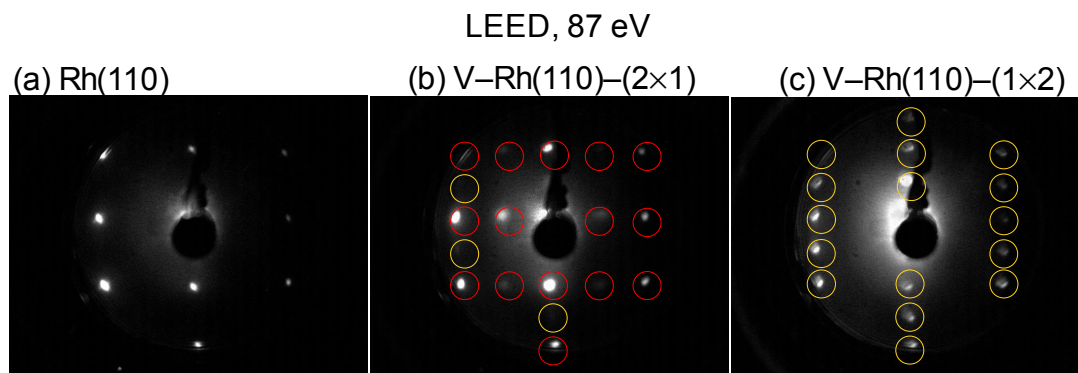 LEED, 87 eV
(a) Rh(110)
(b) V–Rh(110)–(2×1)
(c) V–Rh(110)–(1×2)